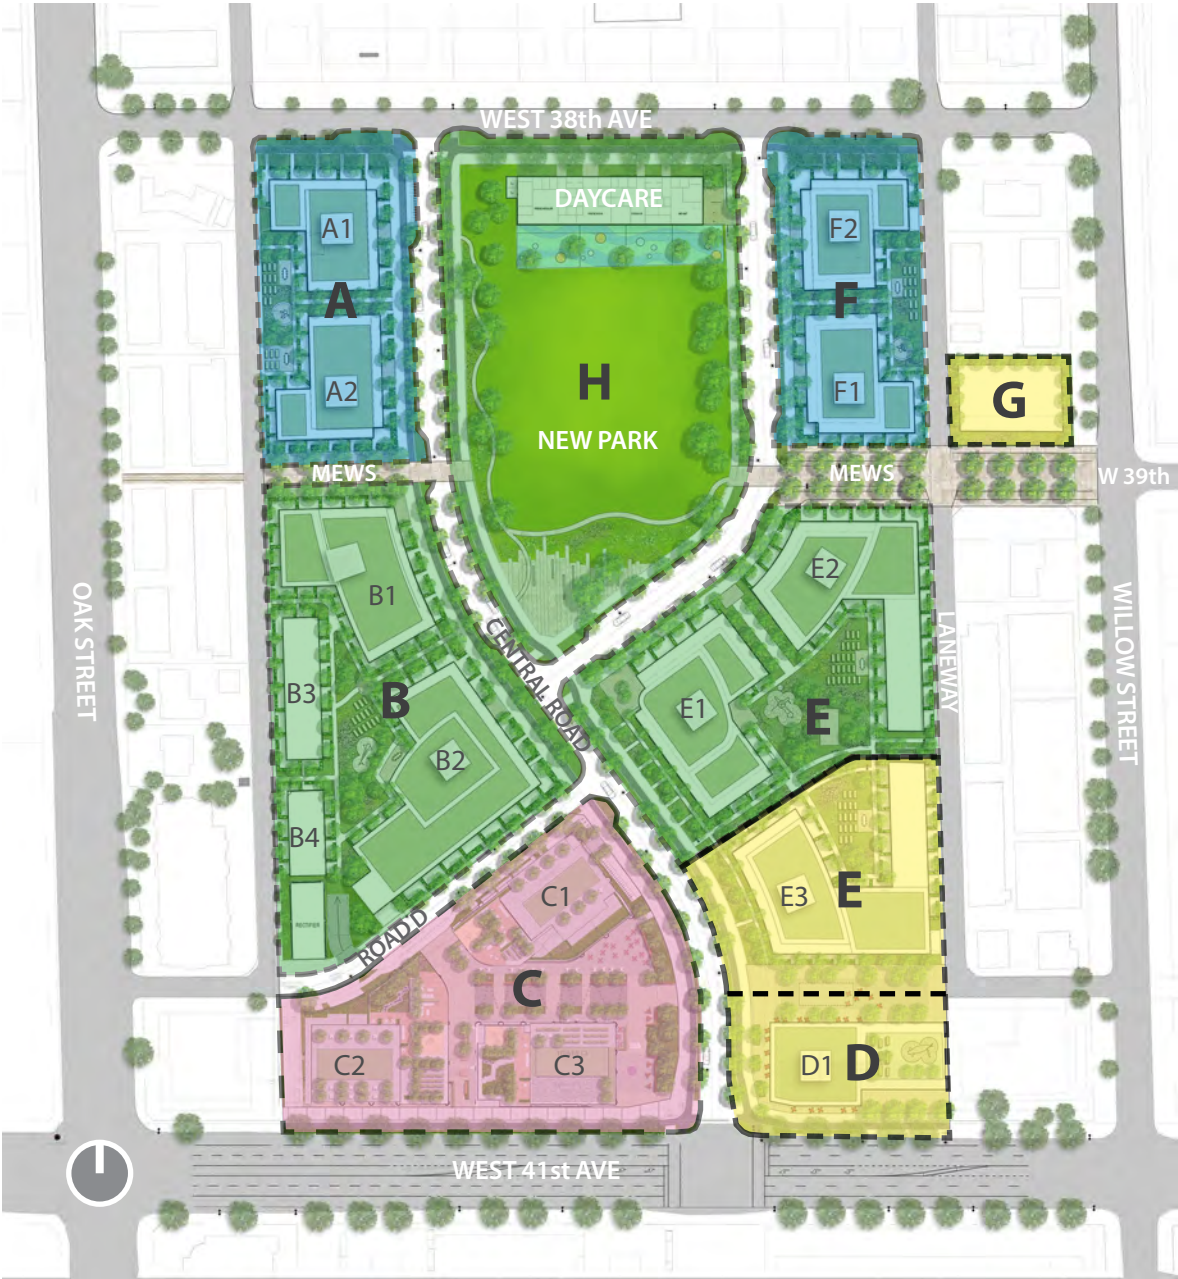 WEST 38th AVE
DAYCARE
A1
F2
A
F
H
A2
F1
G
NEW PARK
MEWS
MEWS
W 39th
B1
E2
OAK STREET
CENTRAL ROAD
LANEWAY
WILLOW STREET
B3
B
E1
E
B2
B4
C1
E3
E
RECTIFIER
ROAD D
C
C2
C3
D1
D
WEST 41st AVE